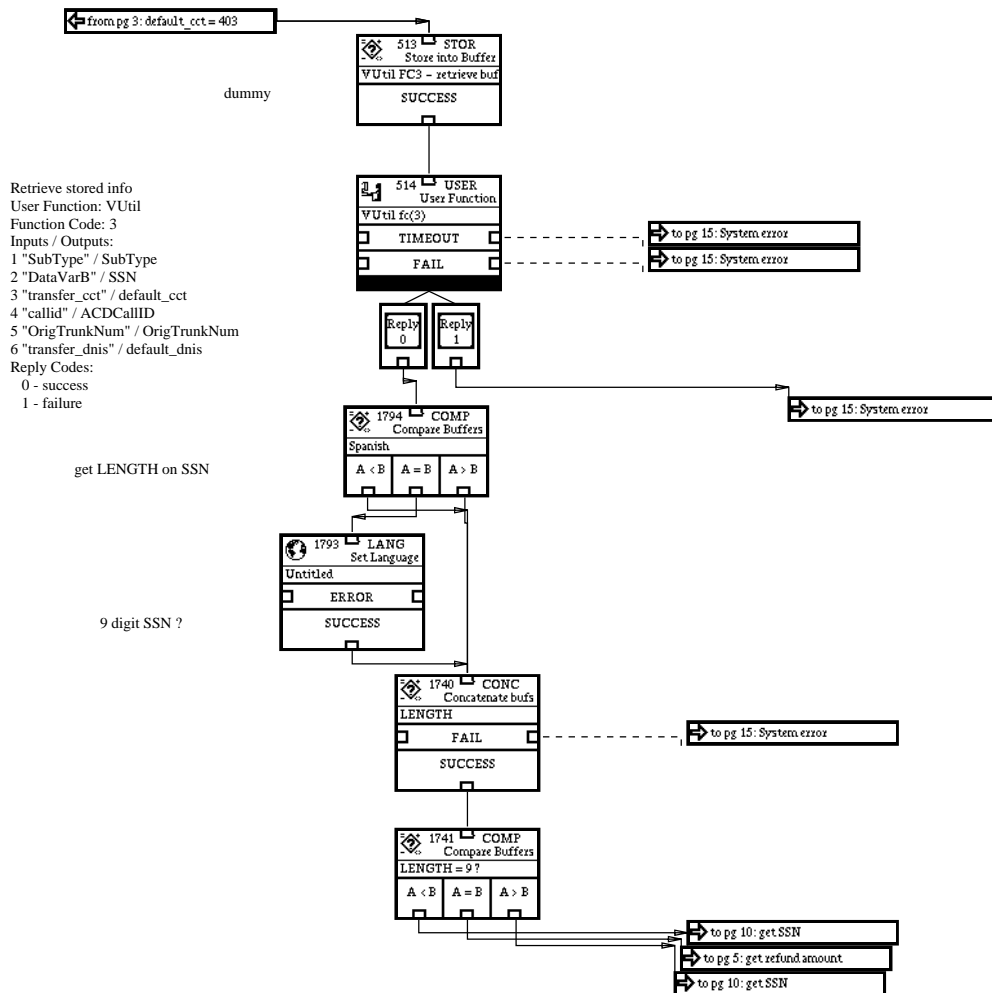 from pg 3: default_cct = 403
513 STOR
Store into Buffer
VUtil FC3 – retrieve buf
SUCCESS
dummy
Retrieve stored info
User Function: VUtil
Function Code: 3
Inputs / Outputs:
1 "SubType" / SubType
2 "DataVarB" / SSN
3 "transfer_cct" / default_cct
4 "callid" / ACDCallID
5 "OrigTrunkNum" / OrigTrunkNum
6 "transfer_dnis" / default_dnis
Reply Codes:
0 - success
1 - failure
514 USER
User Function
VUtil fc(3)
TIMEOUT
to pg 15: System error
FAIL
to pg 15: System error
Reply 0
Reply 1
to pg 15: System error
1794 COMP
Compare Buffers
Spanish
A < B A = B A > B
get LENGTH on SSN
1793 LANG
Set Language
Untitled
ERROR
SUCCESS
9 digit SSN ?
1740 CONC
Concatenate bufs
LENGTH
FAIL
to pg 15: System error
SUCCESS
1741 COMP
Compare Buffers
LENGTH = 9 ?
A < B A = B A > B
to pg 10: get SSN
to pg 5: get refund amount
to pg 10: get SSN